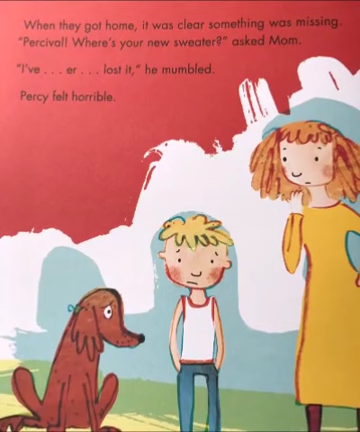 When they got home, it was clear something was missing.
"Percival! Where's your new sweater?" asked Mom.
"I've . . . er . . . lost it," he mumbled.
Percy felt horrible.